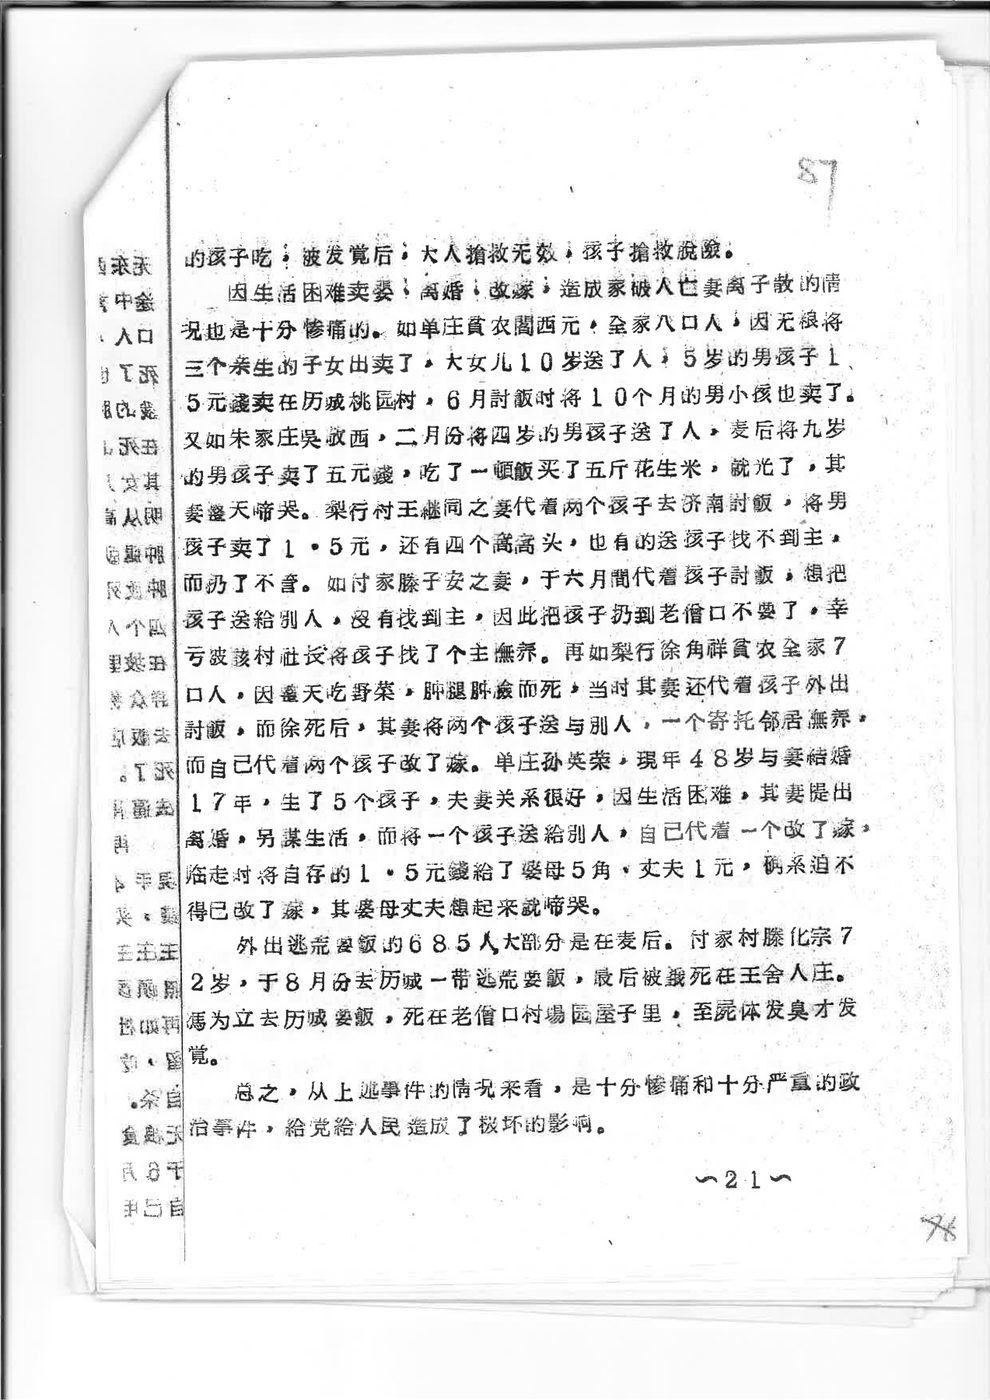 87
的孩子吃；被发覚后；大人搶救无效，孩子搶救脫險。
因生活困难卖妻，离婚，改嫁，造成家破人亡妻离子散的情
况也是十分惨痛的。如单庄貧农閻西元，全家八口人，因无粮将
三个亲生的子女出卖了，大女儿10岁送了人，5岁的男孩子1
5元錢卖在历城桃园村，6月討飯时将10个月的男小孩也卖了。
又如朱家庄吳敬西，二月份将四岁的男孩子送了人，麦后将九岁
的男孩子卖了五元錢，吃了一頓飯买了五斤花生米，就光了，其
妻整天啼哭。梨行村王継同之妻代着两个孩子去济南討飯，将男
孩子卖了1·5元，还有四个窩窩头，也有的送孩子找不到主，
而扔了不管。如付家滕子安之妻，于六月間代着孩子討飯，想把
孩子送給別人，沒有找到主，因此把孩子扔到老僧口不要了，幸
亏被該村社长将孩子找了个主撫养。再如梨行徐角祥貧农全家7
口人，因整天吃野菜，肿腿肿臉而死，当时其妻还代着孩子外出
討飯，而徐死后，其妻将两个孩子送与別人，一个寄托邻居撫养，
而自已代着两个孩子改了嫁。单庄孙英荣，現年48岁与妻結婚
17年，生了5个孩子，夫妻关系很好，因生活困难，其妻提出
离婚，另謀生活，而将一个孩子送給別人，自已代着一个改了嫁，
临走时将自存的1·5元錢給了婆母5角、丈夫1元，确系迫不
得已改了嫁，其婆母丈夫想起来就啼哭。
外出逃荒要飯的685人大部分是在麦后。付家村滕化宗7
2岁，于8月份去历城一带逃荒要飯，最后被餓死在王舍人庄。
馮为立去历城要飯，死在老僧口村場园屋子里，至屍体发臭才发
覚。
总之，从上述事件的情况来看，是十分惨痛和十分严重的政
治事件，給党給人民造成了极坏的影响。
～21～